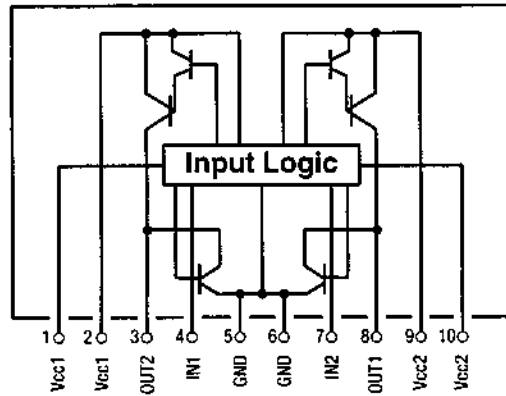 Input Logic
1 2 3 4 5 6 7 8 9 10
Vcc1
Vcc1
OUT2
IN1
GND
GND
IN2
OUT1
Vcc2
Vcc2